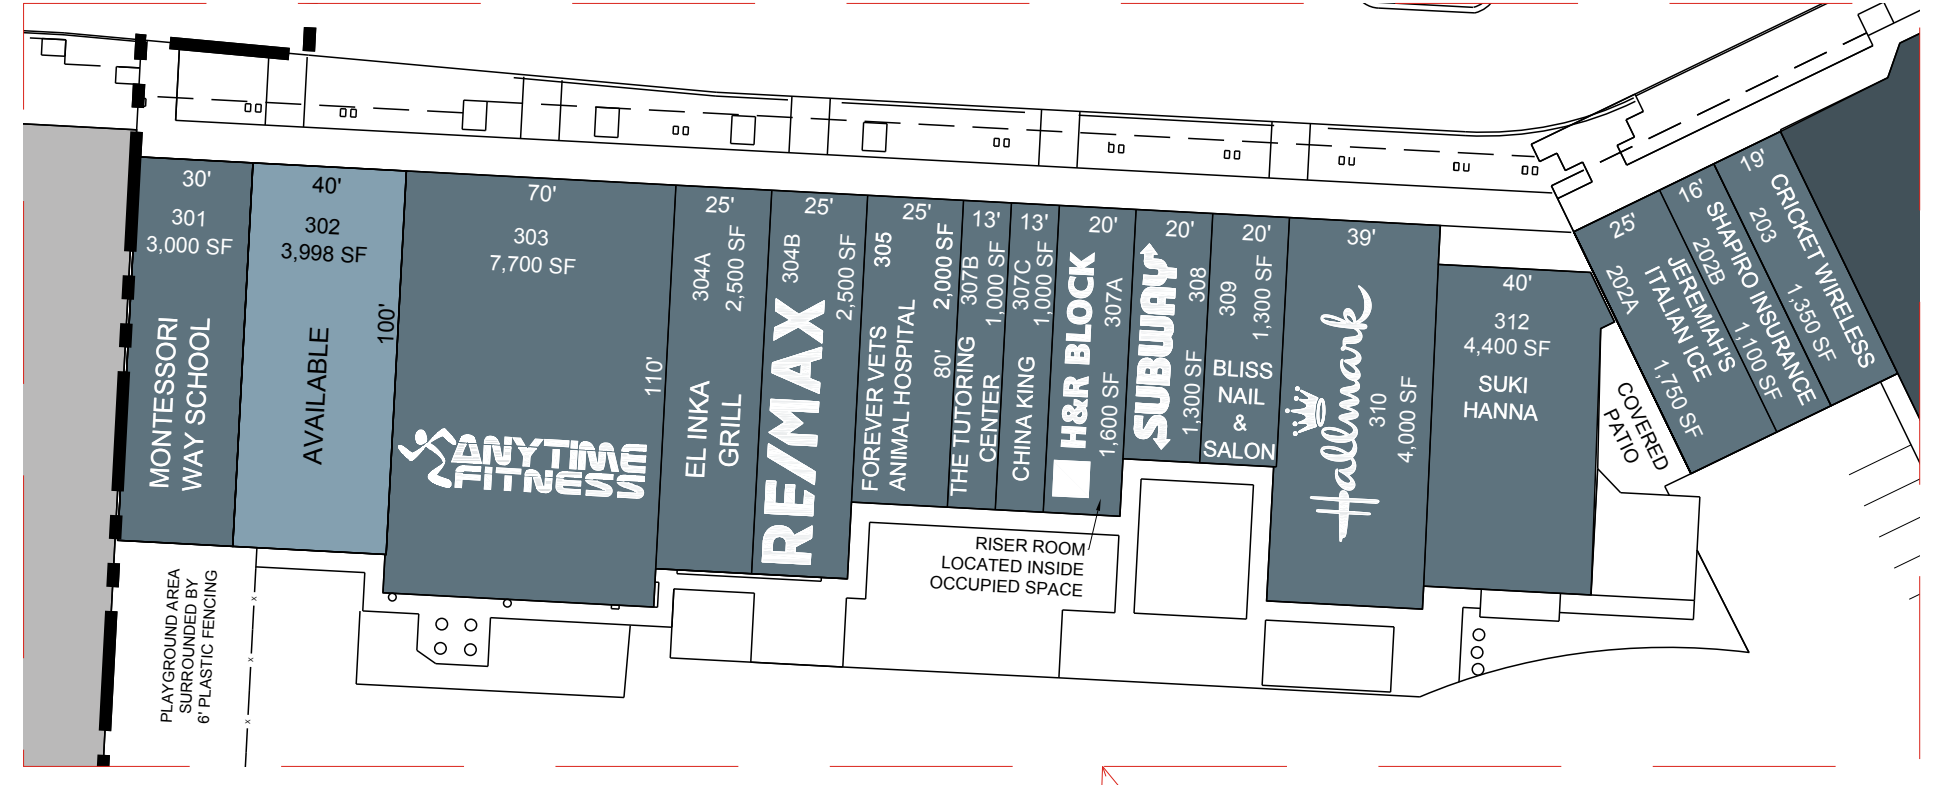 30'
301
3,000 SF
MONTESSORI
WAY SCHOOL
40'
302
3,998 SF
AVAILABLE
100'
70'
303
7,700 SF
110'
ANYTIME
FITNESS
25'
304A
2,500 SF
EL INKA
GRILL
25'
304B
2,500 SF
RE/MAX
25'
305
2,000 SF
FOREVER VETS
ANIMAL HOSPITAL
80'
13'
307B
1,000 SF
THE TUTORING
CENTER
13'
307C
1,000 SF
CHINA KING
20'
H&R BLOCK
307A
1,600 SF
20'
SUBWAY
308
1,300 SF
20'
309
1,300 SF
BLISS
NAIL
&
SALON
39'
Hallmark
310
4,000 SF
40'
312
4,400 SF
SUKI
HANNA
COVERED
PATIO
25'
202A
JEREMIAH'S
ITALIAN ICE
1,750 SF
16'
202B
SHAPIRO INSURANCE
1,100 SF
19'
203
CRICKET WIRELESS
1,350 SF
RISER ROOM
LOCATED INSIDE
OCCUPIED SPACE
PLAYGROUND AREA
SURROUNDED BY
6' PLASTIC FENCING
x
x
x